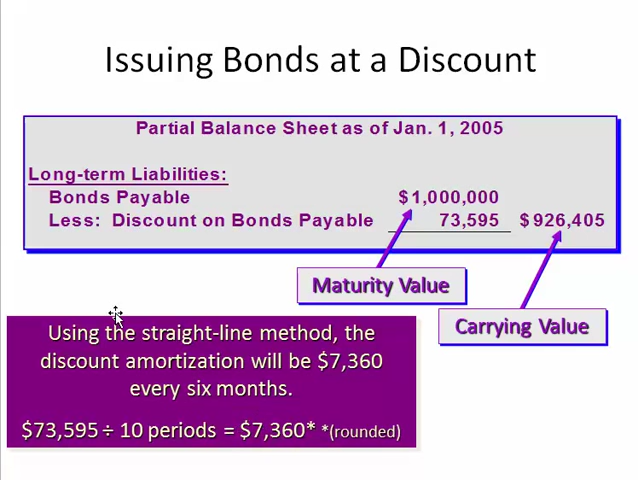 Issuing Bonds at a Discount
Partial Balance Sheet as of Jan. 1, 2005
Long-term Liabilities:
Bonds Payable $1,000,000
Less: Discount on Bonds Payable 73,595 $926,405
Maturity Value
Carrying Value
Using the straight-line method, the
discount amortization will be $7,360
every six months.
$73,595 ÷ 10 periods = $7,360* *(rounded)